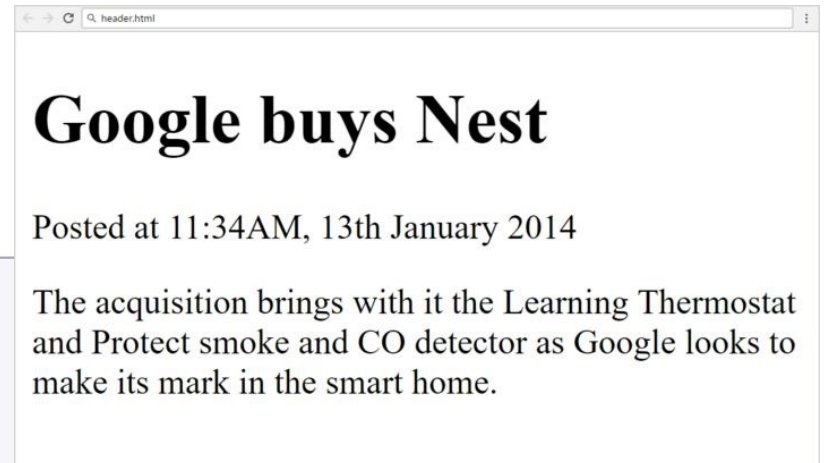 header.html
Google buys Nest
Posted at 11:34AM, 13th January 2014
The acquisition brings with it the Learning Thermostat
and Protect smoke and CO detector as Google looks to
make its mark in the smart home.